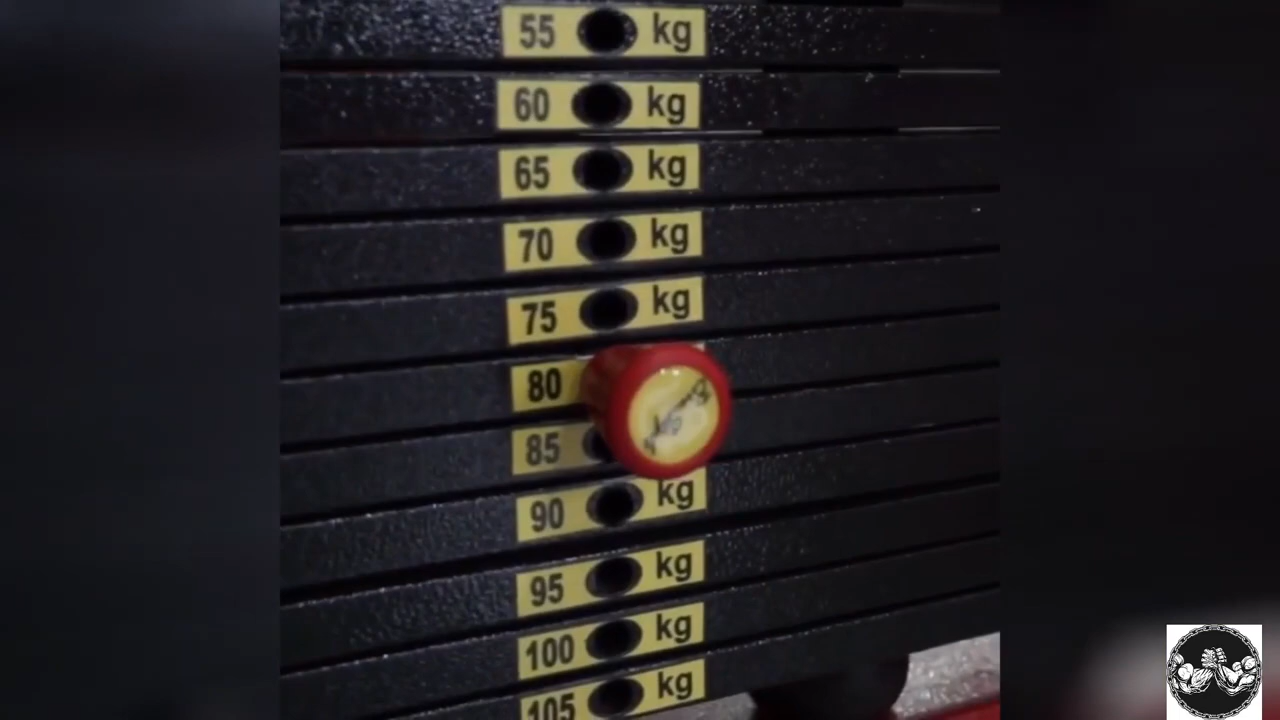 55 kg
60 kg
65 kg
70 kg
75 kg
80
85
90 kg
95 kg
100 kg
105 kg